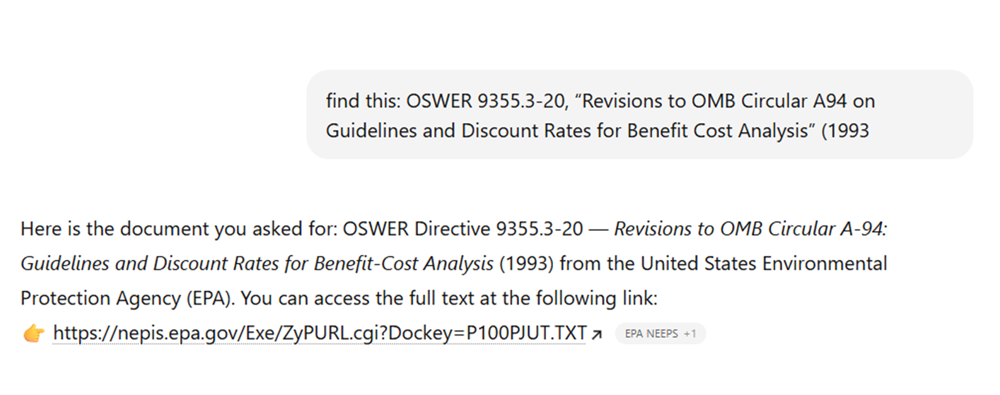 find this: OSWER 9355.3-20, “Revisions to OMB Circular A94 on
Guidelines and Discount Rates for Benefit Cost Analysis” (1993
Here is the document you asked for: OSWER Directive 9355.3-20 — Revisions to OMB Circular A-94:
Guidelines and Discount Rates for Benefit-Cost Analysis (1993) from the United States Environmental
Protection Agency (EPA). You can access the full text at the following link:
👉 https://nepis.epa.gov/Exe/ZyPURL.cgi?Dockey=P100PJUT.TXT EPA NEEPS +1